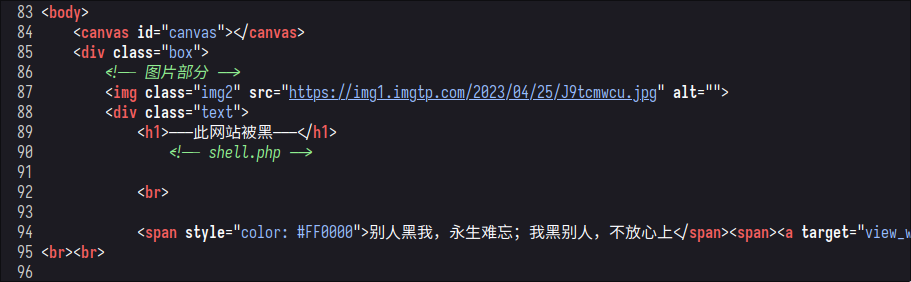 83 <body>
84 <canvas id="canvas"></canvas>
85 <div class="box">
86 <!-- 图片部分 -->
87 <img class="img2" src="https://img1.imgtp.com/2023/04/25/J9tcmwcu.jpg" alt="">
88 <div class="text">
89 <h1>——此网站被黑——</h1>
90 <!-- shell.php -->
91
92 <br>
93
94 <span style="color: #FF0000">别人黑我，永生难忘；我黑别人，不放心上</span><span><a target="view_w
95 <br><br>
96